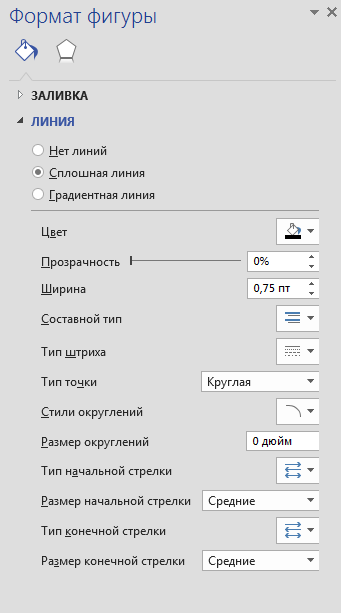 Формат фигуры
ЗАЛИВКА
ЛИНИЯ
Нет линий
Сплошная линия
Градиентная линия
Цвет
Прозрачность 0%
Ширина 0,75 пт
Составной тип
Тип штриха
Тип точки Круглая
Стили округлений
Размер округлений 0 дюйм
Тип начальной стрелки
Размер начальной стрелки Средние
Тип конечной стрелки
Размер конечной стрелки Средние